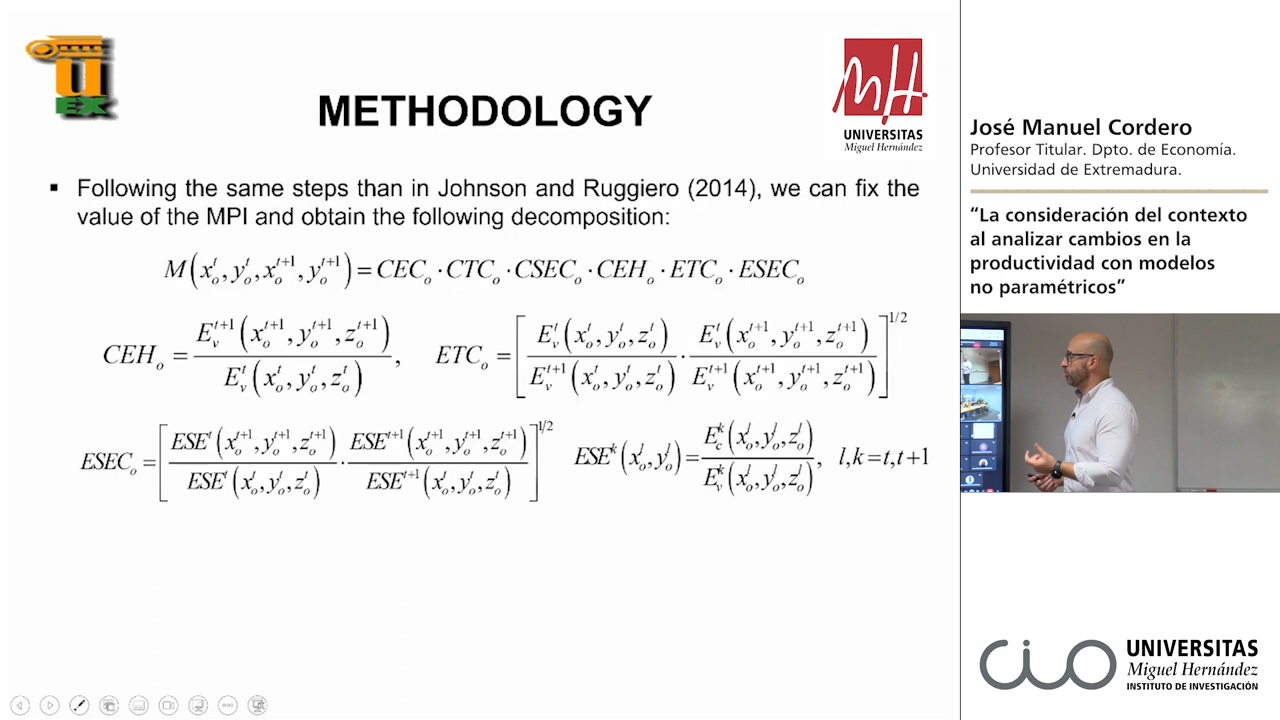 UEX
METHODOLOGY
UNIVERSITAS
Miguel Hernández
▪ Following the same steps than in Johnson and Ruggiero (2014), we can fix the
value of the MPI and obtain the following decomposition:
M(x_o^t, y_o^t, x_o^{t+1}, y_o^{t+1}) = CEC_o · CTC_o · CSEC_o · CEH_o · ETC_o · ESEC_o
CEH_o = E_v^{t+1}(x_o^{t+1}, y_o^{t+1}, z_o^{t+1}) / E_v^t(x_o^t, y_o^t, z_o^t), ETC_o = [E_v^t(x_o^t, y_o^t, z_o^t) / E_v^{t+1}(x_o^t, y_o^t, z_o^t) · E_v^t(x_o^{t+1}, y_o^{t+1}, z_o^{t+1}) / E_v^{t+1}(x_o^{t+1}, y_o^{t+1}, z_o^{t+1})]^{1/2}
ESEC_o = [ESE^t(x_o^{t+1}, y_o^{t+1}, z_o^{t+1}) / ESE^t(x_o^t, y_o^t, z_o^t) · ESE^{t+1}(x_o^{t+1}, y_o^{t+1}, z_o^{t+1}) / ESE^{t+1}(x_o^t, y_o^t, z_o^t)]^{1/2} ESE^k(x_o^l, y_o^l) = E_c^k(x_o^l, y_o^l, z_o^l) / E_v^k(x_o^l, y_o^l, z_o^l), l,k=t,t+1
José Manuel Cordero
Profesor Titular. Dpto. de Economía.
Universidad de Extremadura.
“La consideración del contexto
al analizar cambios en la
productividad con modelos
no paramétricos”
UNIVERSITAS
Miguel Hernández
INSTITUTO DE INVESTIGACIÓN